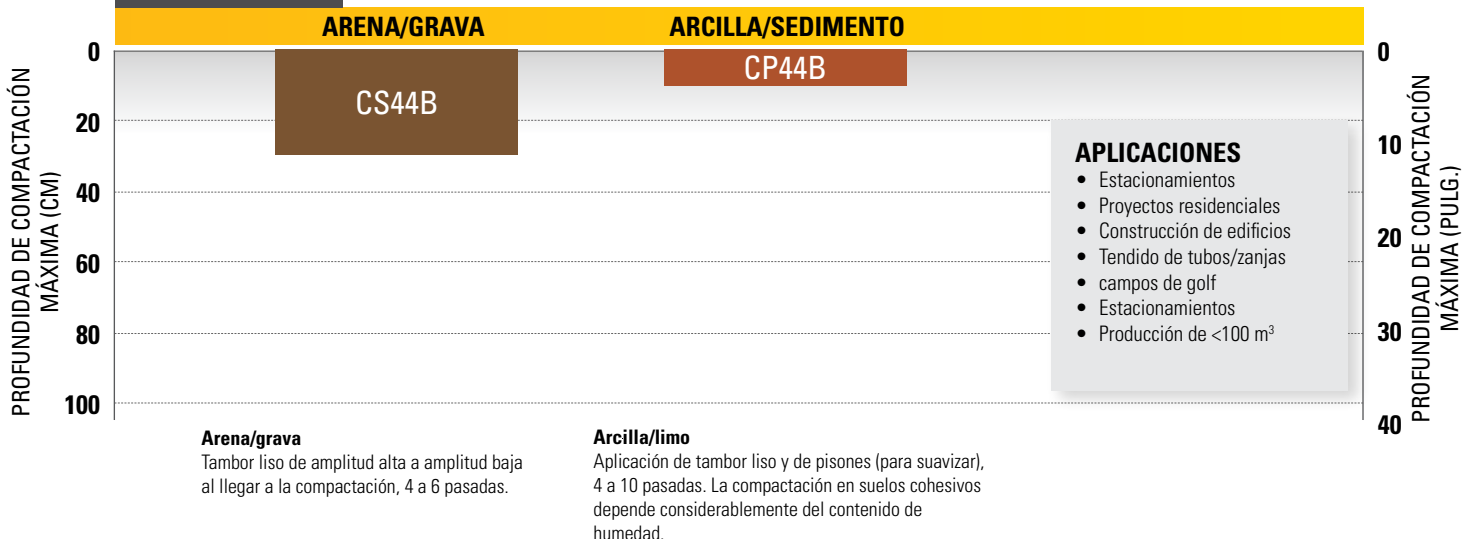 ARENA/GRAVA
ARCILLA/SEDIMENTO
PROFUNDIDAD DE COMPACTACIÓN
MÁXIMA (CM)
0
20
40
60
80
100
CS44B
CP44B
APLICACIONES
• Estacionamientos
• Proyectos residenciales
• Construcción de edificios
• Tendido de tubos/zanjas
• campos de golf
• Estacionamientos
• Producción de <100 m³
0
10
20
30
40
PROFUNDIDAD DE COMPACTACIÓN
MÁXIMA (PULG.)
Arena/grava
Tambor liso de amplitud alta a amplitud baja
al llegar a la compactación, 4 a 6 pasadas.
Arcilla/limo
Aplicación de tambor liso y de pisones (para suavizar),
4 a 10 pasadas. La compactación en suelos cohesivos
depende considerablemente del contenido de
humedad.